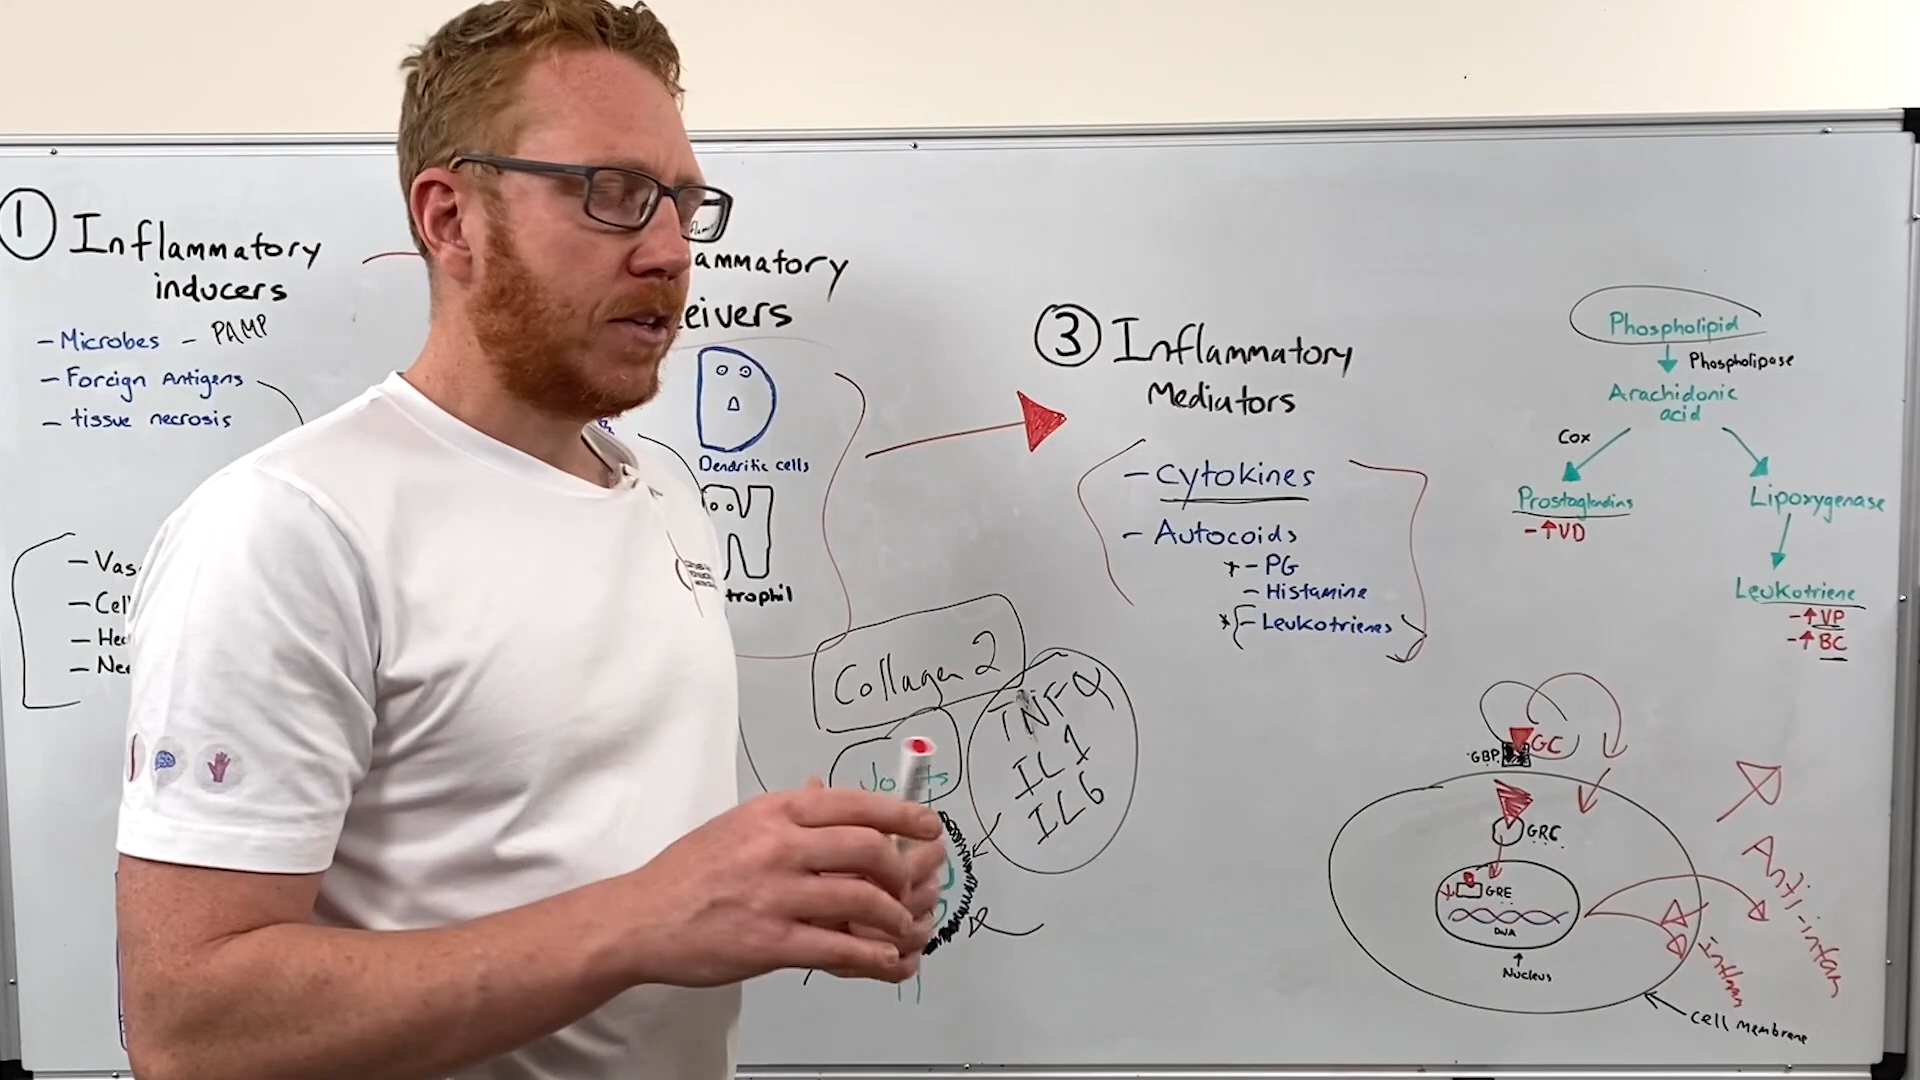 1 Inflammatory
inducers
- Microbes - PAMP
- Foreign Antigens
- tissue necrosis
ammatory
eivers
Dendritic cells
trophil
3 Inflammatory
Mediators
- Cytokines
- Autocoids
- PG
- Histamine
- Leukotrienes
Phospholipid
Phospholipase
Arachidonic
acid
Cox
Prostaglandins
- ↑ VD
Lipoxygenase
Leukotriene
- ↑ VP
- ↑ BC
Collagen 2
TNFα
IL1
IL6
GBP
GC
GRC
GRE
DNA
Nucleus
cell membrane
Anti-inflam
Inflam